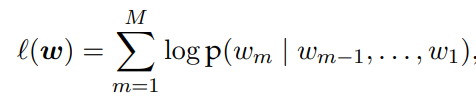 ℓ(w) = ∑_{m=1}^{M} log p(w_m | w_{m−1}, . . . , w_1),